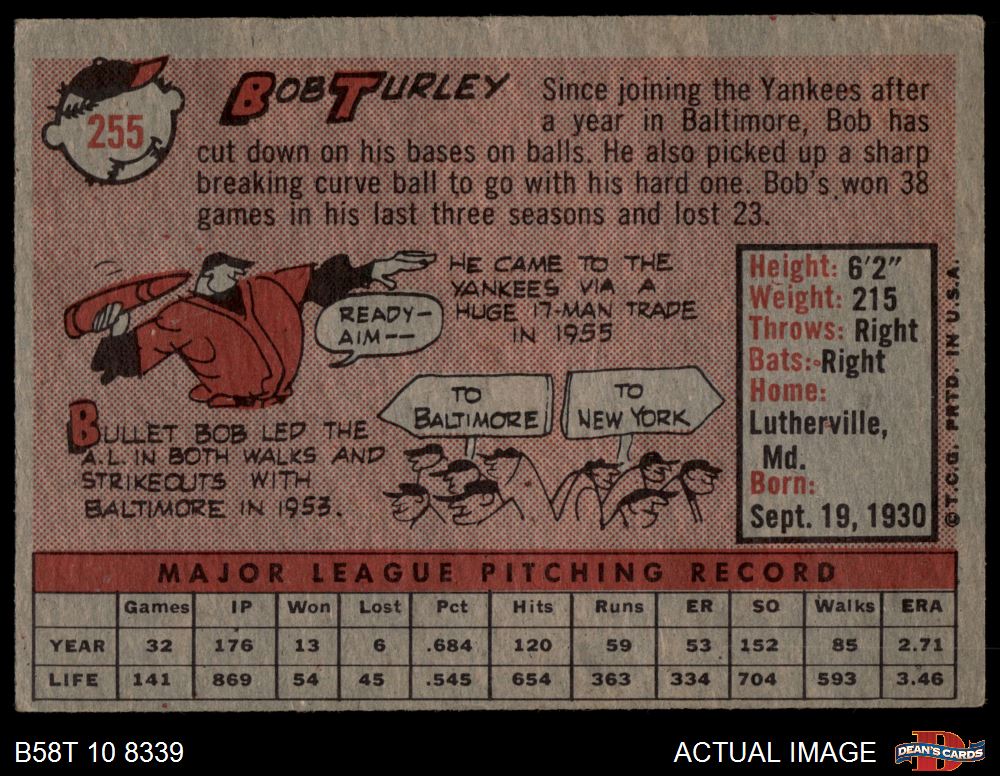 255
BOB TURLEY
Since joining the Yankees after
a year in Baltimore, Bob has
cut down on his bases on balls. He also picked up a sharp
breaking curve ball to go with his hard one. Bob's won 38
games in his last three seasons and lost 23.
READY-
AIM--
HE CAME TO THE
YANKEES VIA A
HUGE 17-MAN TRADE
IN 1955
BULLET BOB LED THE
A.L IN BOTH WALKS AND
STRIKEOUTS WITH
BALTIMORE IN 1953.
TO
BALTIMORE
TO
NEW YORK
Height: 6'2"
Weight: 215
Throws: Right
Bats: Right
Home:
Lutherville,
Md.
Born:
Sept. 19, 1930
© T.C.G. PRTD. IN U.S.A.
MAJOR LEAGUE PITCHING RECORD
Games IP Won Lost Pct Hits Runs ER SO Walks ERA
YEAR 32 176 13 6 .684 120 59 53 152 85 2.71
LIFE 141 869 54 45 .545 654 363 334 704 593 3.46
B58T 10 8339
ACTUAL IMAGE
DEAN'S CARDS